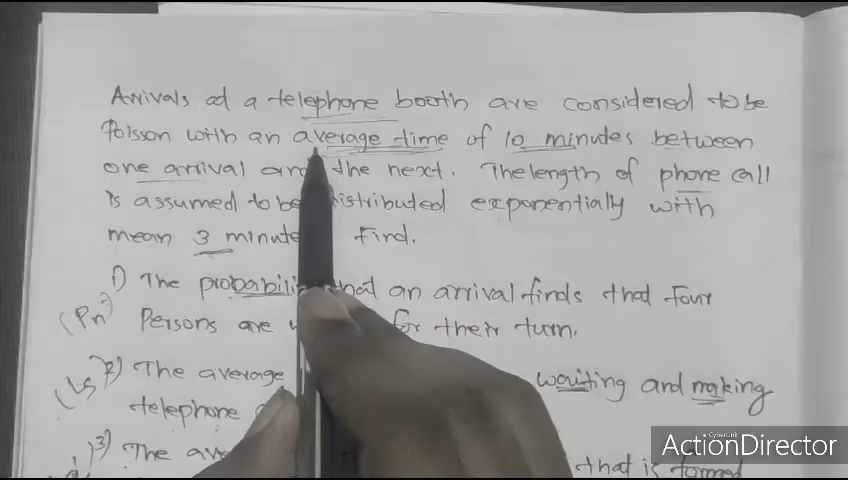 Arrivals at a telephone booth are considered to be
Poisson with an average time of 10 minutes between
one arrival and the next. The length of phone call
is assumed to be distributed exponentially with
mean 3 minute find.
1) The probabili that an arrival finds that four
(Pn) Persons are for their turn.
(Ls) 2) The average waiting and making
telephone
3) The av that is formed
CyberLink
ActionDirector